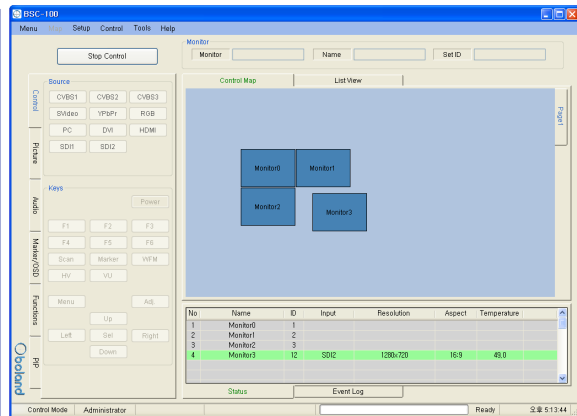 BSC-100
Menu Map Setup Control Tools Help
Stop Control
Monitor
Monitor Name Set ID
Control
Picture
Audio
Marker/OSD
Functions
PIP
boland
Source
CVBS1 CVBS2 CVBS3
SVideo YPbPr RGB
PC DVI HDMI
SDI1 SDI2
Keys
Power
F1 F2 F3
F4 F5 F6
Scan Marker WFM
HV VU
Menu Adj.
Up
Left Sel Right
Down
Control Map List View
Page1
Monitor0 Monitor1
Monitor2 Monitor3
No Name ID Input Resolution Aspect Temperature
1 Monitor0 1
2 Monitor1 2
3 Monitor2 3
4 Monitor3 12 SDI2 1280x720 16:9 49.0
Status Event Log
Control Mode Administrator Ready 오후 5:13:44